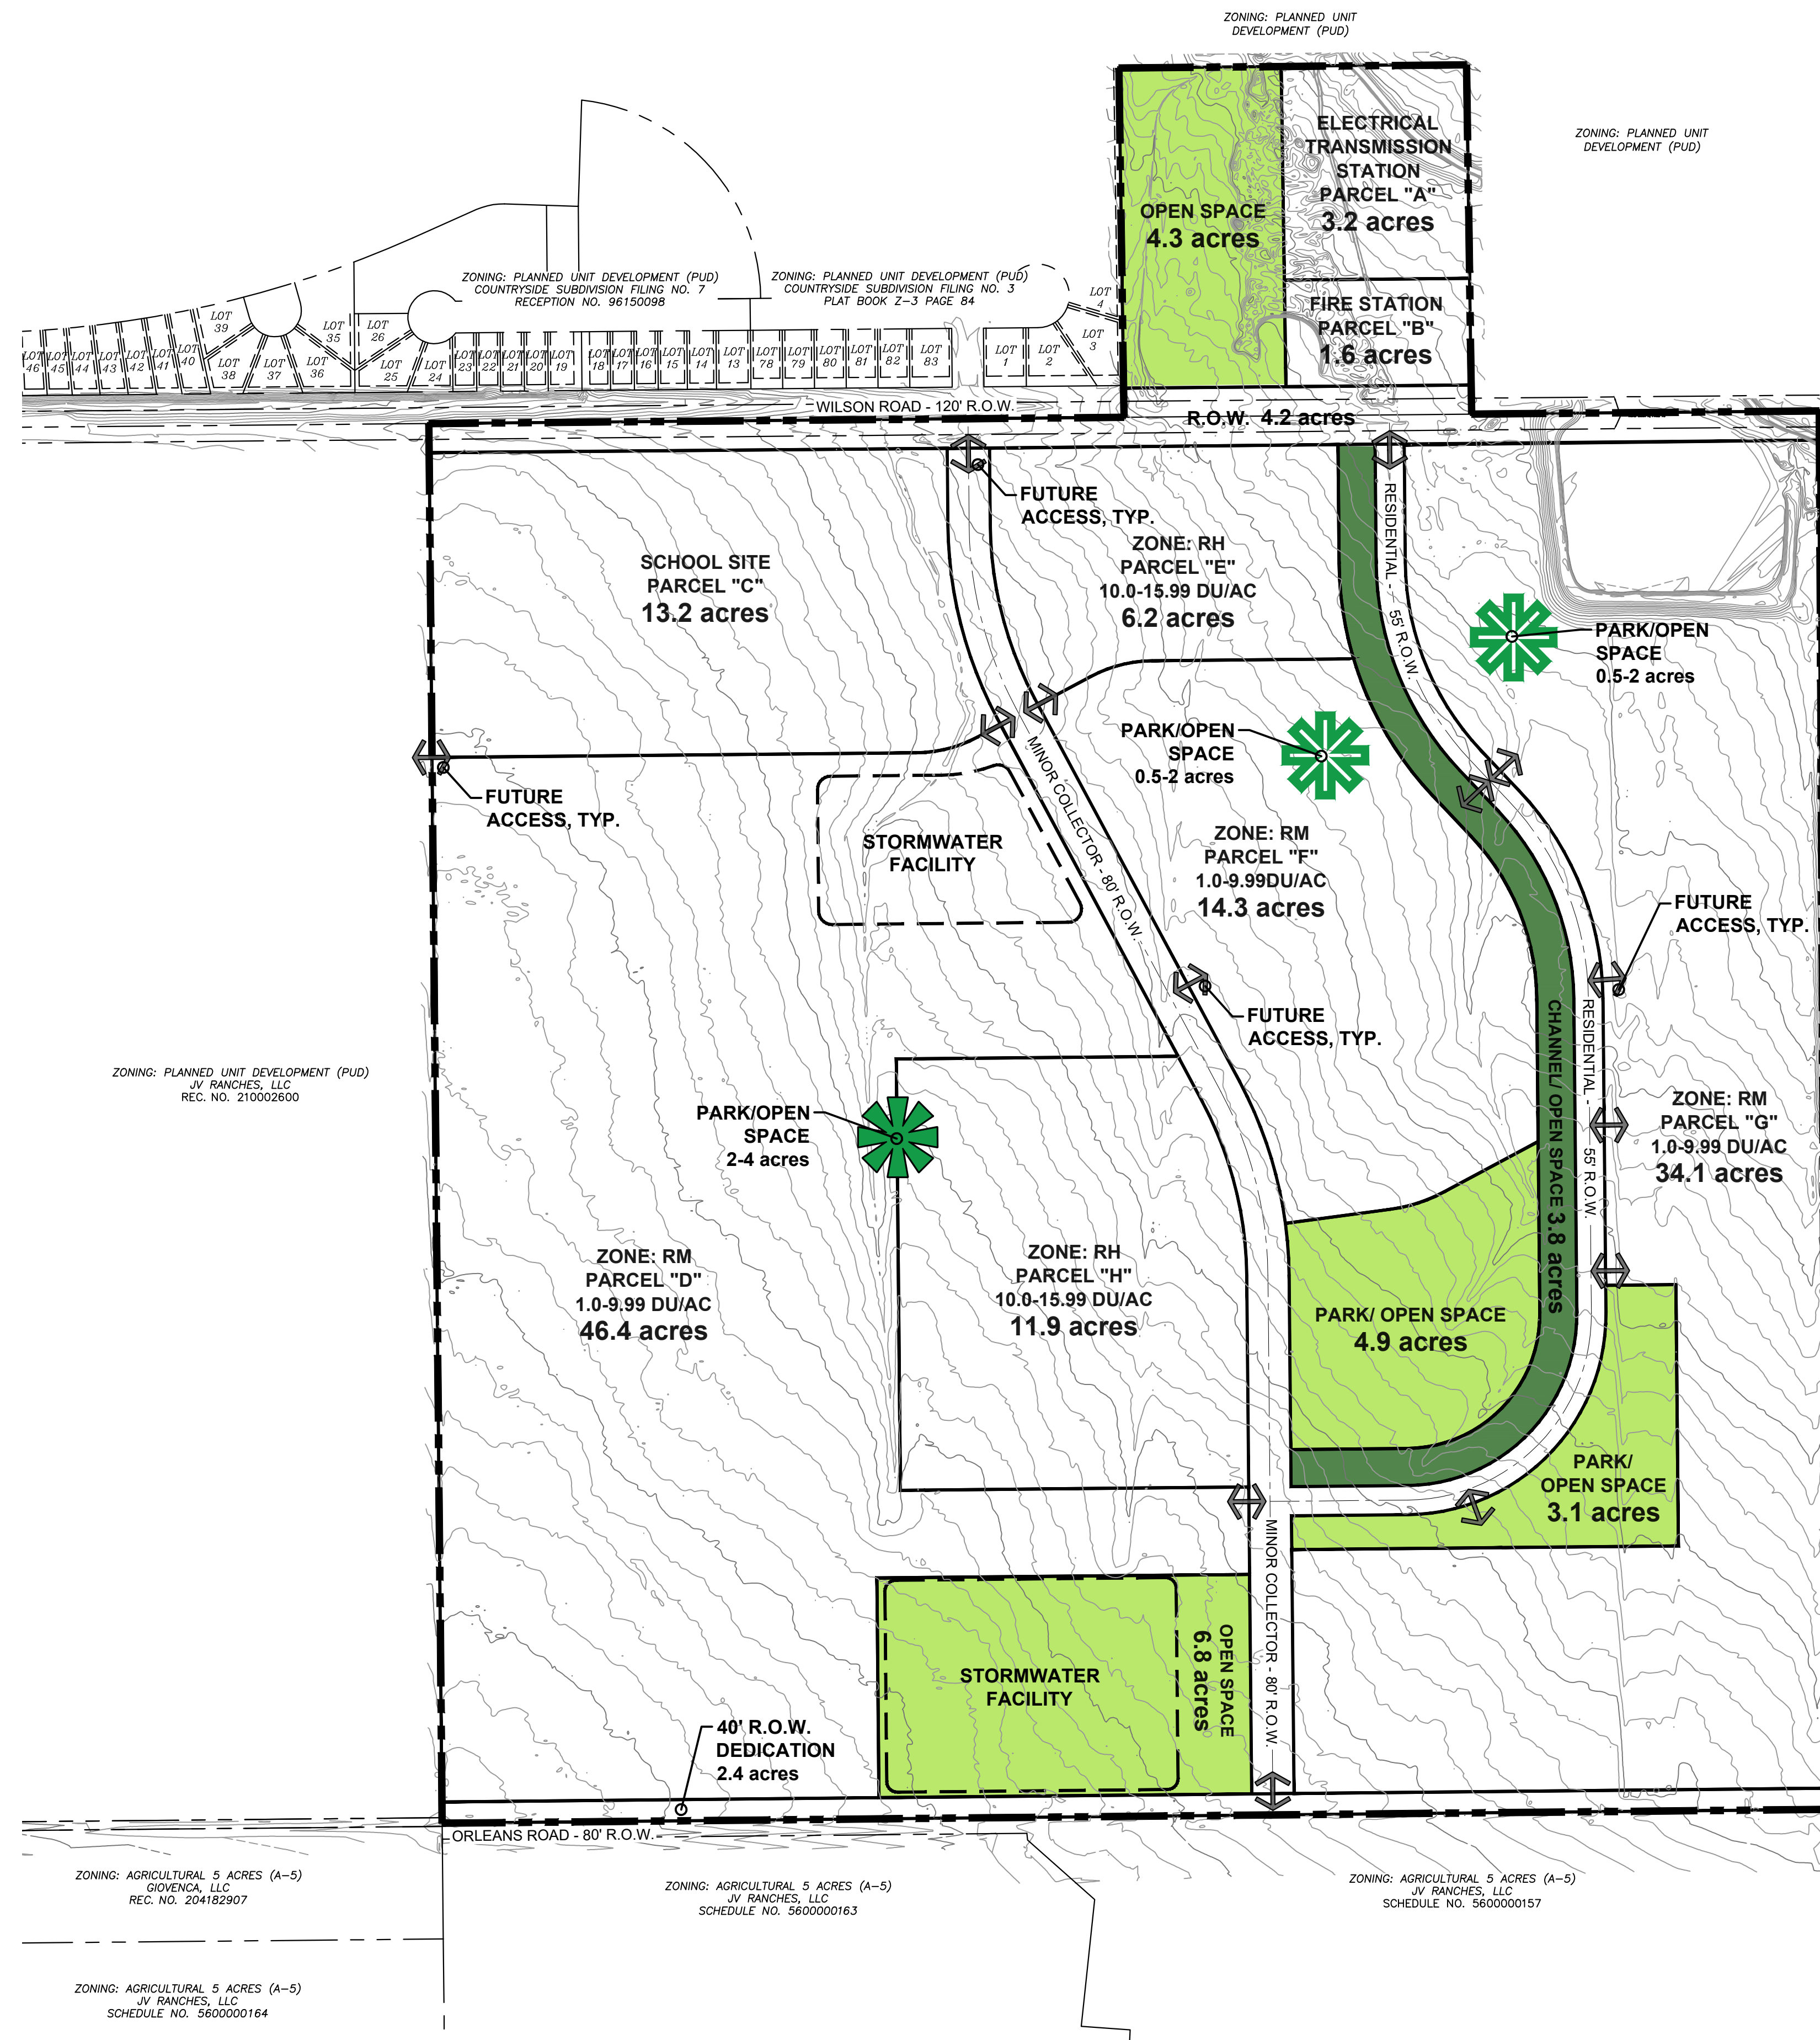 ZONING: PLANNED UNIT
DEVELOPMENT (PUD)
ZONING: PLANNED UNIT
DEVELOPMENT (PUD)
ELECTRICAL
TRANSMISSION
STATION
PARCEL "A"
3.2 acres
OPEN SPACE
4.3 acres
FIRE STATION
PARCEL "B"
1.6 acres
ZONING: PLANNED UNIT DEVELOPMENT (PUD)
COUNTRYSIDE SUBDIVISION FILING NO. 7
RECEPTION NO. 96150098
ZONING: PLANNED UNIT DEVELOPMENT (PUD)
COUNTRYSIDE SUBDIVISION FILING NO. 3
PLAT BOOK Z-3 PAGE 84
LOT
46
LOT
45
LOT
44
LOT
43
LOT
42
LOT
41
LOT
40
LOT
39
LOT
38
LOT
37
LOT
36
LOT
35
LOT
26
LOT
25
LOT
24
LOT
23
LOT
22
LOT
21
LOT
20
LOT
19
LOT
18
LOT
17
LOT
16
LOT
15
LOT
14
LOT
13
LOT
78
LOT
79
LOT
80
LOT
81
LOT
82
LOT
83
LOT
1
LOT
2
LOT
3
LOT
4
WILSON ROAD - 120' R.O.W.
R.O.W. 4.2 acres
FUTURE
ACCESS, TYP.
SCHOOL SITE
PARCEL "C"
13.2 acres
ZONE: RH
PARCEL "E"
10.0-15.99 DU/AC
6.2 acres
RESIDENTIAL - 55' R.O.W.
PARK/OPEN
SPACE
0.5-2 acres
PARK/OPEN
SPACE
0.5-2 acres
FUTURE
ACCESS, TYP.
STORMWATER
FACILITY
MINOR COLLECTOR - 80' R.O.W.
ZONE: RM
PARCEL "F"
1.0-9.99DU/AC
14.3 acres
FUTURE
ACCESS, TYP.
FUTURE
ACCESS, TYP.
ZONING: PLANNED UNIT DEVELOPMENT (PUD)
JV RANCHES, LLC
REC. NO. 210002600
PARK/OPEN
SPACE
2-4 acres
CHANNEL/ OPEN SPACE 3.8 acres
RESIDENTIAL - 55' R.O.W.
ZONE: RM
PARCEL "G"
1.0-9.99 DU/AC
34.1 acres
ZONE: RM
PARCEL "D"
1.0-9.99 DU/AC
46.4 acres
ZONE: RH
PARCEL "H"
10.0-15.99 DU/AC
11.9 acres
PARK/ OPEN SPACE
4.9 acres
PARK/
OPEN SPACE
3.1 acres
MINOR COLLECTOR - 80' R.O.W.
OPEN SPACE
6.8 acres
STORMWATER
FACILITY
40' R.O.W.
DEDICATION
2.4 acres
ORLEANS ROAD - 80' R.O.W.
ZONING: AGRICULTURAL 5 ACRES (A-5)
GIOVENCA, LLC
REC. NO. 204182907
ZONING: AGRICULTURAL 5 ACRES (A-5)
JV RANCHES, LLC
SCHEDULE NO. 5600000163
ZONING: AGRICULTURAL 5 ACRES (A-5)
JV RANCHES, LLC
SCHEDULE NO. 5600000157
ZONING: AGRICULTURAL 5 ACRES (A-5)
JV RANCHES, LLC
SCHEDULE NO. 5600000164